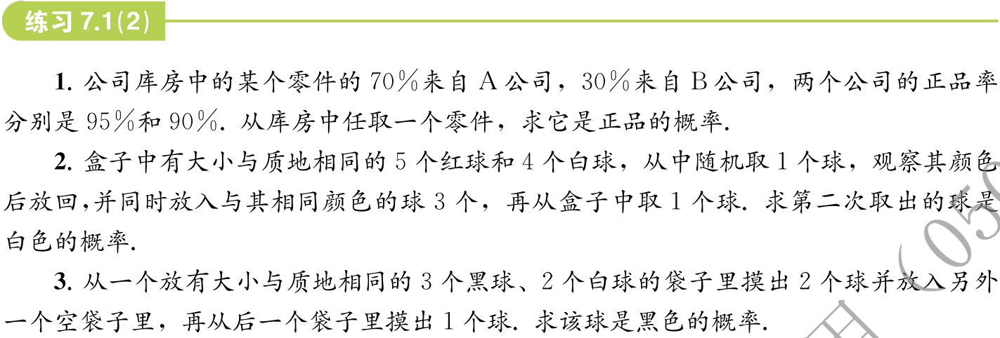 练习 7.1(2)
1. 公司库房中的某个零件的 70%来自 A 公司，30%来自 B 公司，两个公司的正品率
分别是 95%和 90%. 从库房中任取一个零件，求它是正品的概率.
2. 盒子中有大小与质地相同的 5 个红球和 4 个白球，从中随机取 1 个球，观察其颜色
后放回，并同时放入与其相同颜色的球 3 个，再从盒子中取 1 个球. 求第二次取出的球是
白色的概率.
3. 从一个放有大小与质地相同的 3 个黑球、2 个白球的袋子里摸出 2 个球并放入另外
一个空袋子里，再从后一个袋子里摸出 1 个球. 求该球是黑色的概率.